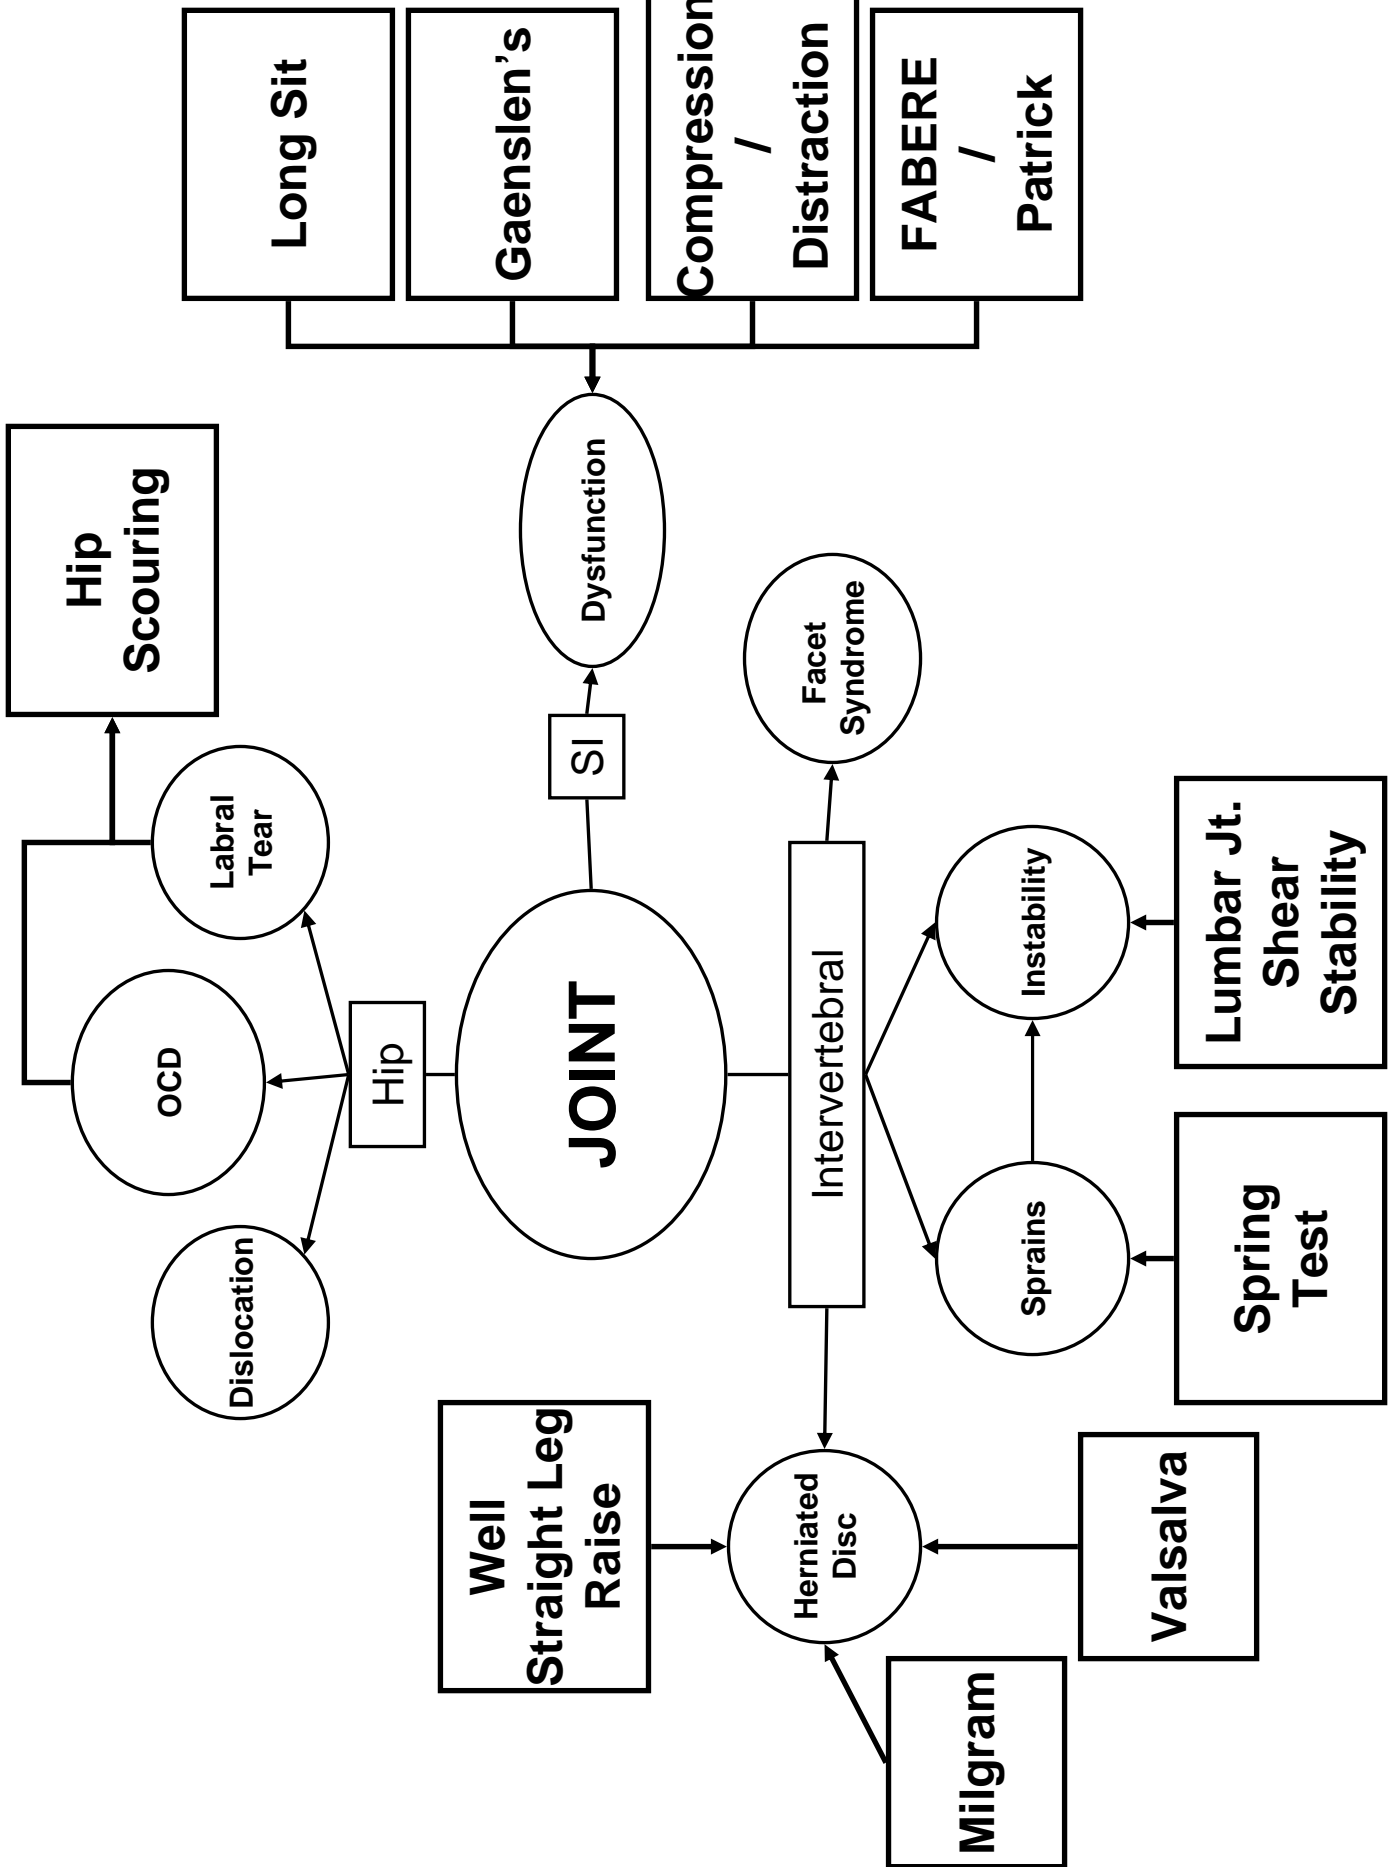 Hip
Scouring
Long Sit
Gaenslen’s
Compression
/
Distraction
FABERE
/
Patrick
Dislocation
OCD
Labral
Tear
Hip
SI
Dysfunction
JOINT
Intervertebral
Facet
Syndrome
Well
Straight Leg
Raise
Herniated
Disc
Milgram
Valsalva
Sprains
Instability
Spring
Test
Lumbar Jt.
Shear
Stability